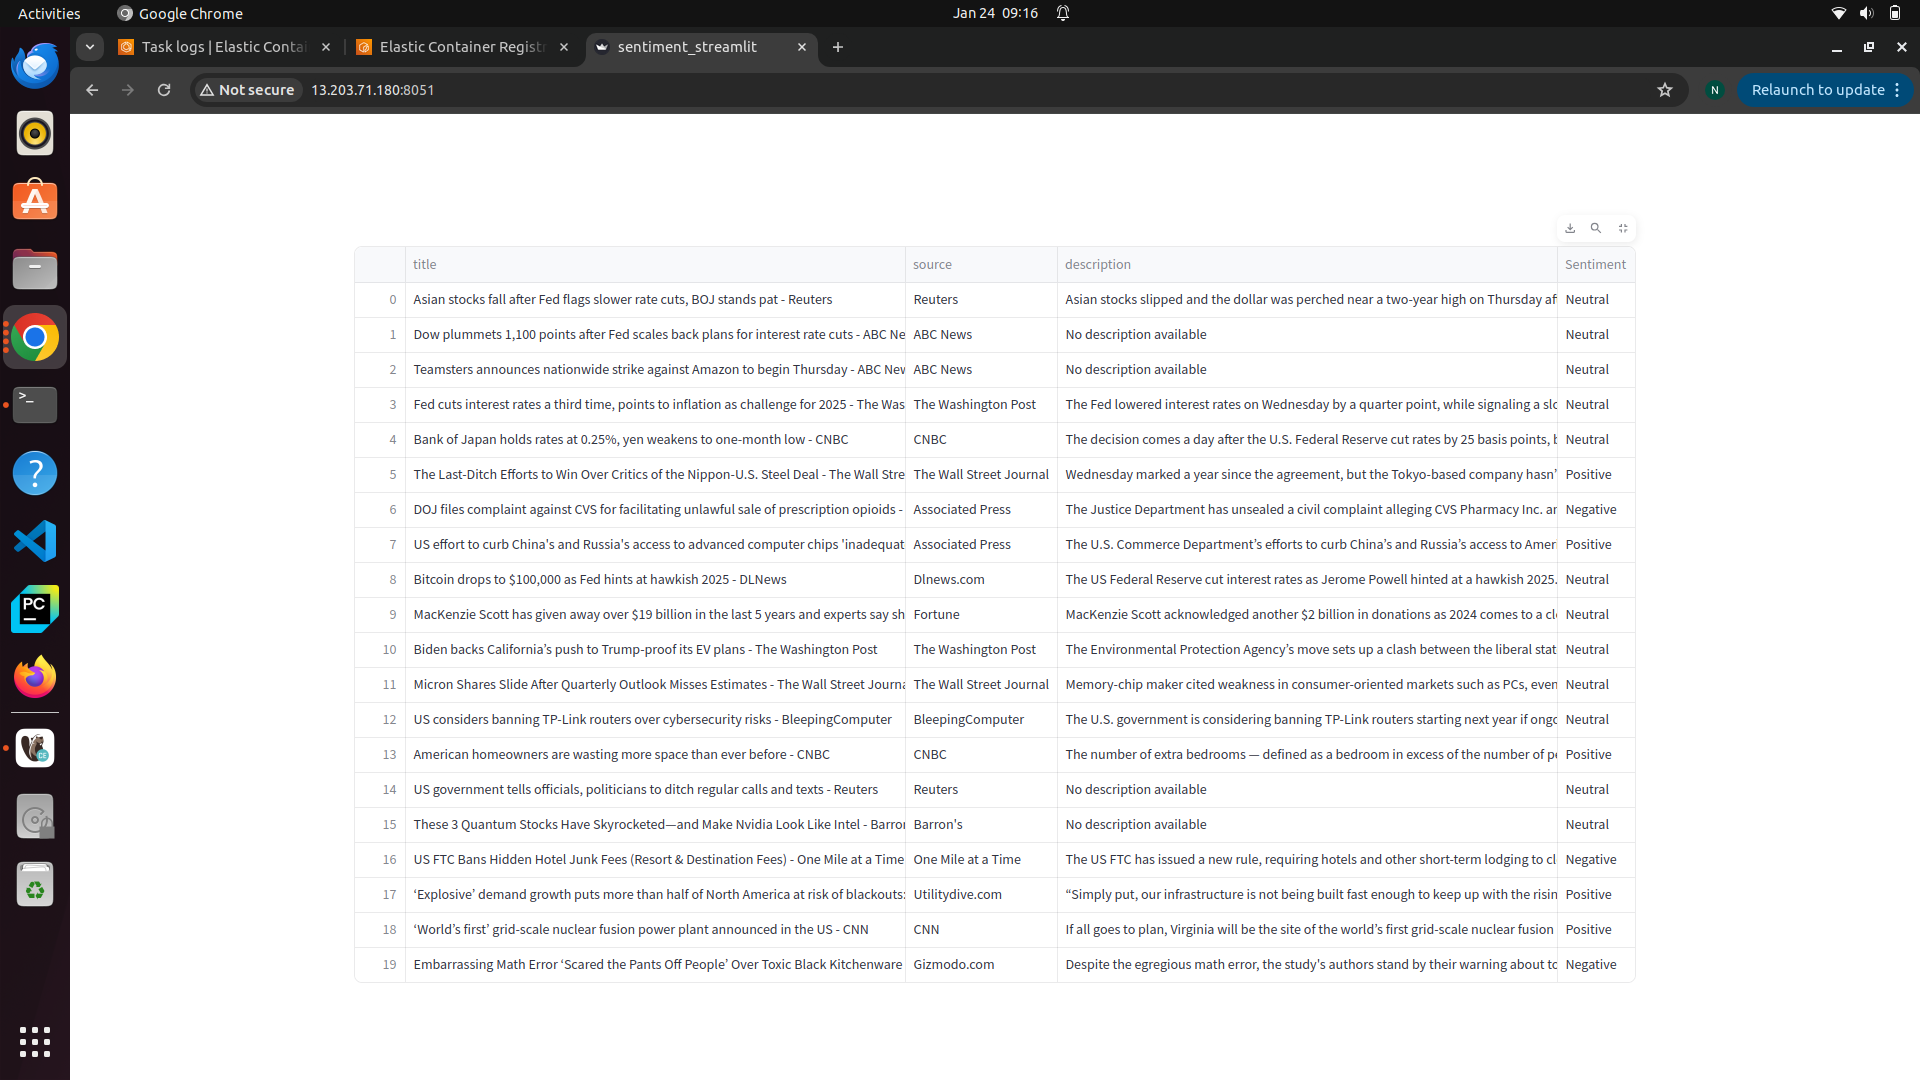 Activities Google Chrome Jan 24 09:16
Task logs | Elastic Contai Elastic Container Registr sentiment_streamlit
Not secure 13.203.71.180:8051 N Relaunch to update
title source description Sentiment
0 Asian stocks fall after Fed flags slower rate cuts, BOJ stands pat - Reuters Reuters Asian stocks slipped and the dollar was perched near a two-year high on Thursday af Neutral
1 Dow plummets 1,100 points after Fed scales back plans for interest rate cuts - ABC Ne ABC News No description available Neutral
2 Teamsters announces nationwide strike against Amazon to begin Thursday - ABC New ABC News No description available Neutral
3 Fed cuts interest rates a third time, points to inflation as challenge for 2025 - The Was The Washington Post The Fed lowered interest rates on Wednesday by a quarter point, while signaling a slo Neutral
4 Bank of Japan holds rates at 0.25%, yen weakens to one-month low - CNBC CNBC The decision comes a day after the U.S. Federal Reserve cut rates by 25 basis points, b Neutral
5 The Last-Ditch Efforts to Win Over Critics of the Nippon-U.S. Steel Deal - The Wall Stre The Wall Street Journal Wednesday marked a year since the agreement, but the Tokyo-based company hasn’ Positive
6 DOJ files complaint against CVS for facilitating unlawful sale of prescription opioids - Associated Press The Justice Department has unsealed a civil complaint alleging CVS Pharmacy Inc. an Negative
7 US effort to curb China's and Russia's access to advanced computer chips 'inadequat Associated Press The U.S. Commerce Department’s efforts to curb China’s and Russia’s access to Ameri Positive
8 Bitcoin drops to $100,000 as Fed hints at hawkish 2025 - DLNews Dlnews.com The US Federal Reserve cut interest rates as Jerome Powell hinted at a hawkish 2025. Neutral
9 MacKenzie Scott has given away over $19 billion in the last 5 years and experts say sh Fortune MacKenzie Scott acknowledged another $2 billion in donations as 2024 comes to a clo Neutral
10 Biden backs California’s push to Trump-proof its EV plans - The Washington Post The Washington Post The Environmental Protection Agency’s move sets up a clash between the liberal stat Neutral
11 Micron Shares Slide After Quarterly Outlook Misses Estimates - The Wall Street Journa The Wall Street Journal Memory-chip maker cited weakness in consumer-oriented markets such as PCs, even Neutral
12 US considers banning TP-Link routers over cybersecurity risks - BleepingComputer BleepingComputer The U.S. government is considering banning TP-Link routers starting next year if ongo Neutral
13 American homeowners are wasting more space than ever before - CNBC CNBC The number of extra bedrooms — defined as a bedroom in excess of the number of pe Positive
14 US government tells officials, politicians to ditch regular calls and texts - Reuters Reuters No description available Neutral
15 These 3 Quantum Stocks Have Skyrocketed—and Make Nvidia Look Like Intel - Barron Barron's No description available Neutral
16 US FTC Bans Hidden Hotel Junk Fees (Resort & Destination Fees) - One Mile at a Time One Mile at a Time The US FTC has issued a new rule, requiring hotels and other short-term lodging to cl Negative
17 ‘Explosive’ demand growth puts more than half of North America at risk of blackouts: Utilitydive.com “Simply put, our infrastructure is not being built fast enough to keep up with the risin Positive
18 ‘World’s first’ grid-scale nuclear fusion power plant announced in the US - CNN CNN If all goes to plan, Virginia will be the site of the world’s first grid-scale nuclear fusion Positive
19 Embarrassing Math Error ‘Scared the Pants Off People’ Over Toxic Black Kitchenware Gizmodo.com Despite the egregious math error, the study's authors stand by their warning about to Negative